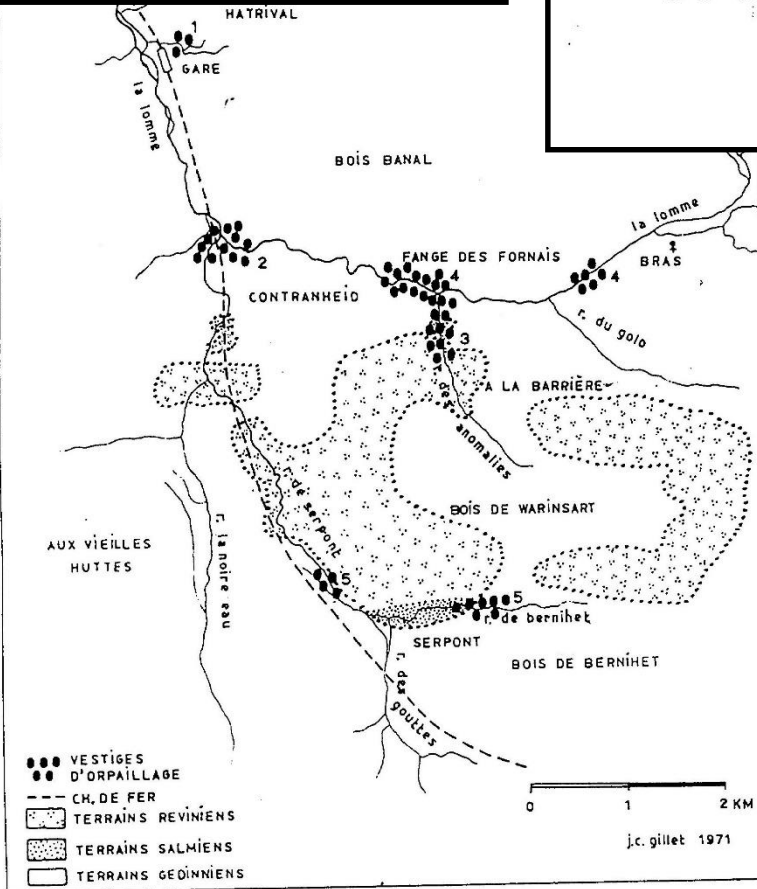 HATRIVAL
1
GARE
la lomme
BOIS BANAL
la lomme
2
FANGE DES FORNAIS
4
4
BRAS
CONTRANHEID
r. du golo
3
A LA BARRIÈRE
r. des anomalies
r. de serpont
BOIS DE WARINSART
AUX VIEILLES
HUTTES
r. la noire eau
5
5
r. de bernihet
SERPONT
BOIS DE BERNIHET
r. des gouttes
VESTIGES
D'ORPAILLAGE
CH. DE FER
TERRAINS REVINIENS
TERRAINS SALMIENS
TERRAINS GEDINNIENS
0 1 2 KM
j.c. gillet 1971